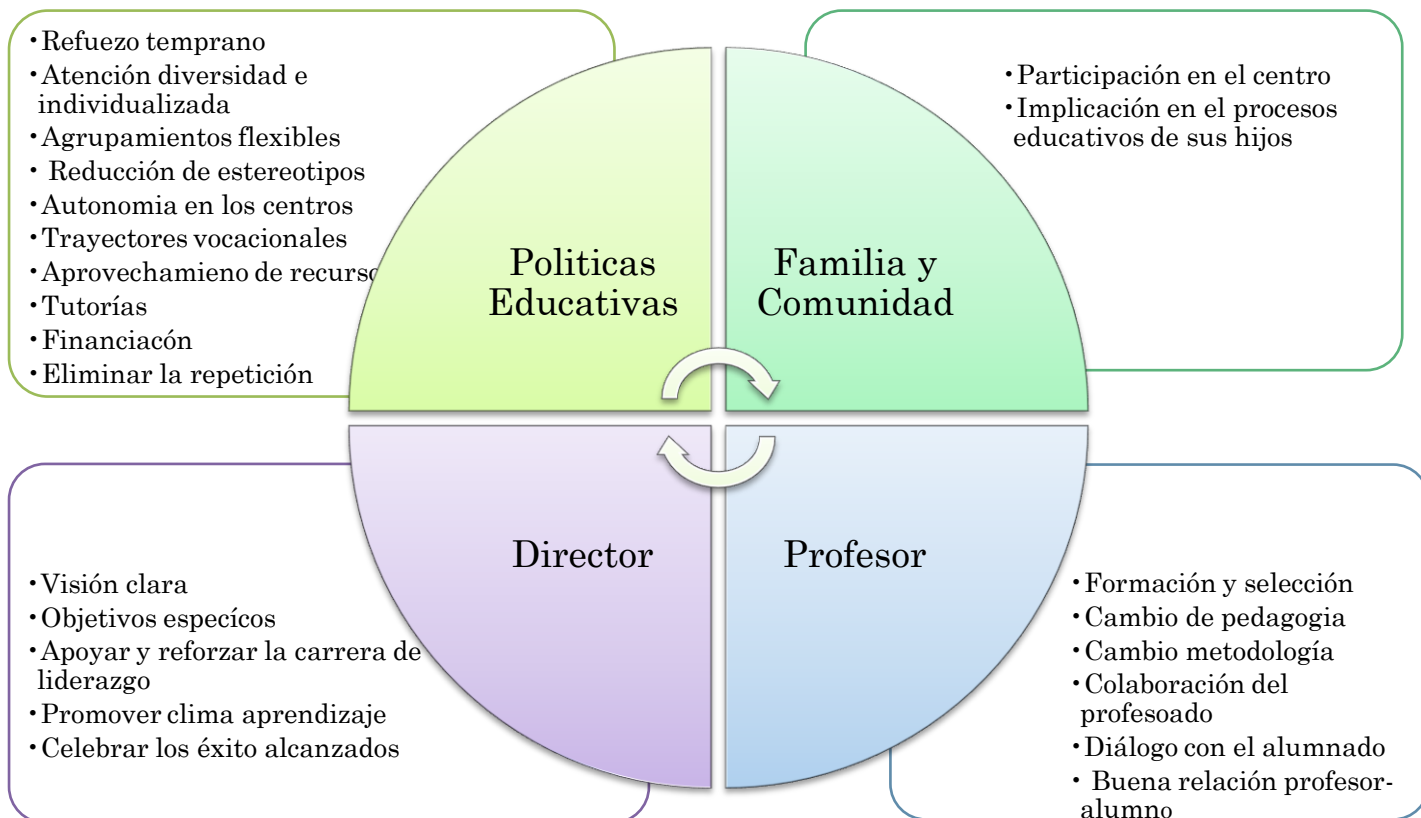 •Refuezo temprano
•Atención diversidad e
individualizada
•Agrupamientos flexibles
• Reducción de estereotipos
•Autonomia en los centros
•Trayectores vocacionales
•Aprovechamieno de recurso
•Tutorías
•Financiacón
•Eliminar la repetición
•Participación en el centro
•Implicación en el procesos
educativos de sus hijos
Politicas
Educativas
Familia y
Comunidad
Director
Profesor
•Visión clara
•Objetivos especícos
•Apoyar y reforzar la carrera de
liderazgo
•Promover clima aprendizaje
•Celebrar los éxito alcanzados
•Formación y selección
•Cambio de pedagogia
•Cambio metodología
•Colaboración del
profesoado
•Diálogo con el alumnado
• Buena relación profesor-
alumno